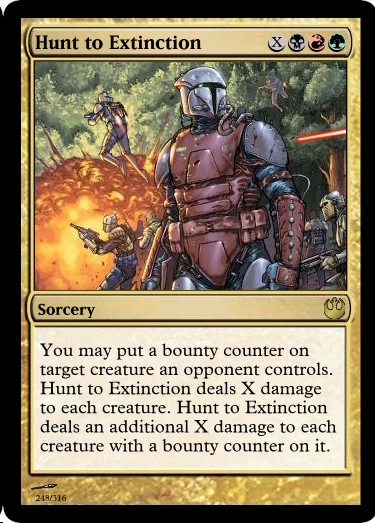 Hunt to Extinction X
Sorcery
You may put a bounty counter on
target creature an opponent controls.
Hunt to Extinction deals X damage
to each creature. Hunt to Extinction
deals an additional X damage to each
creature with a bounty counter on it.
248/316